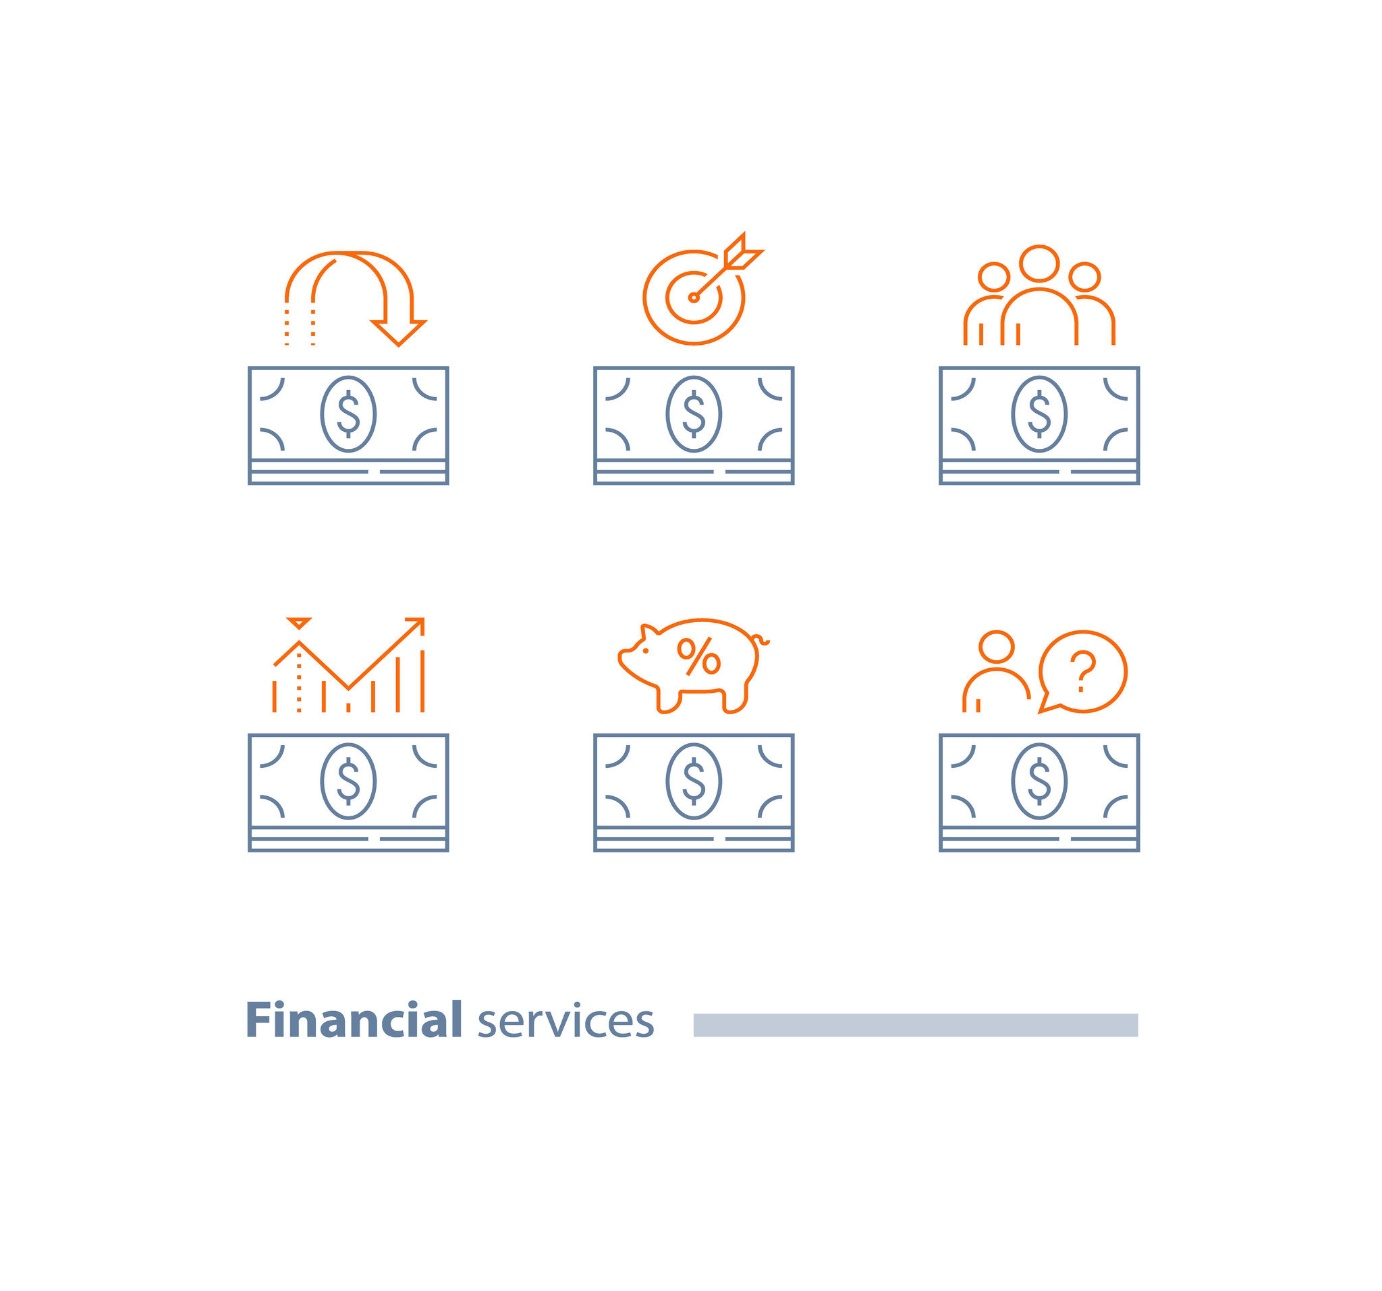 $ $ $
%
?
$ $ $
Financial services